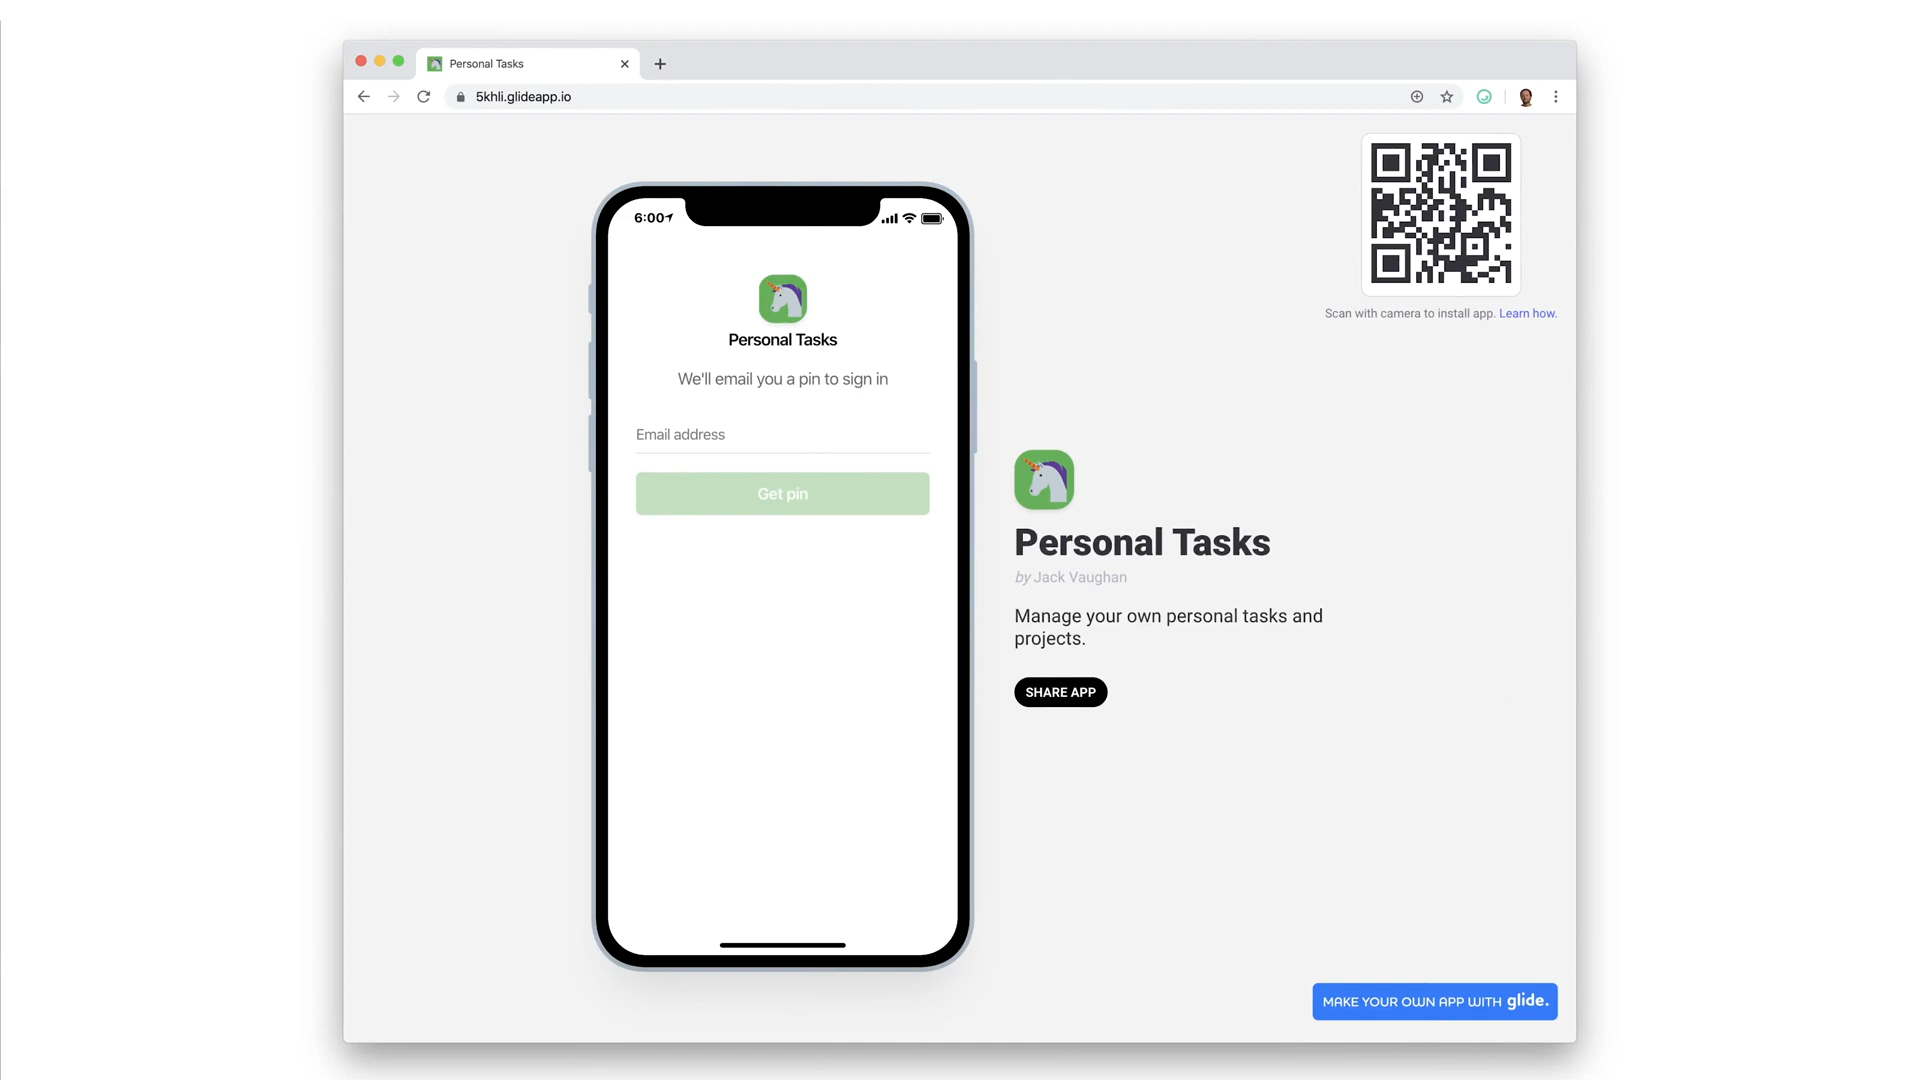 Personal Tasks
5khli.glideapp.io
Scan with camera to install app. Learn how.
6:00
Personal Tasks
We'll email you a pin to sign in
Email address
Get pin
Personal Tasks
by Jack Vaughan
Manage your own personal tasks and
projects.
SHARE APP
MAKE YOUR OWN APP WITH glide.